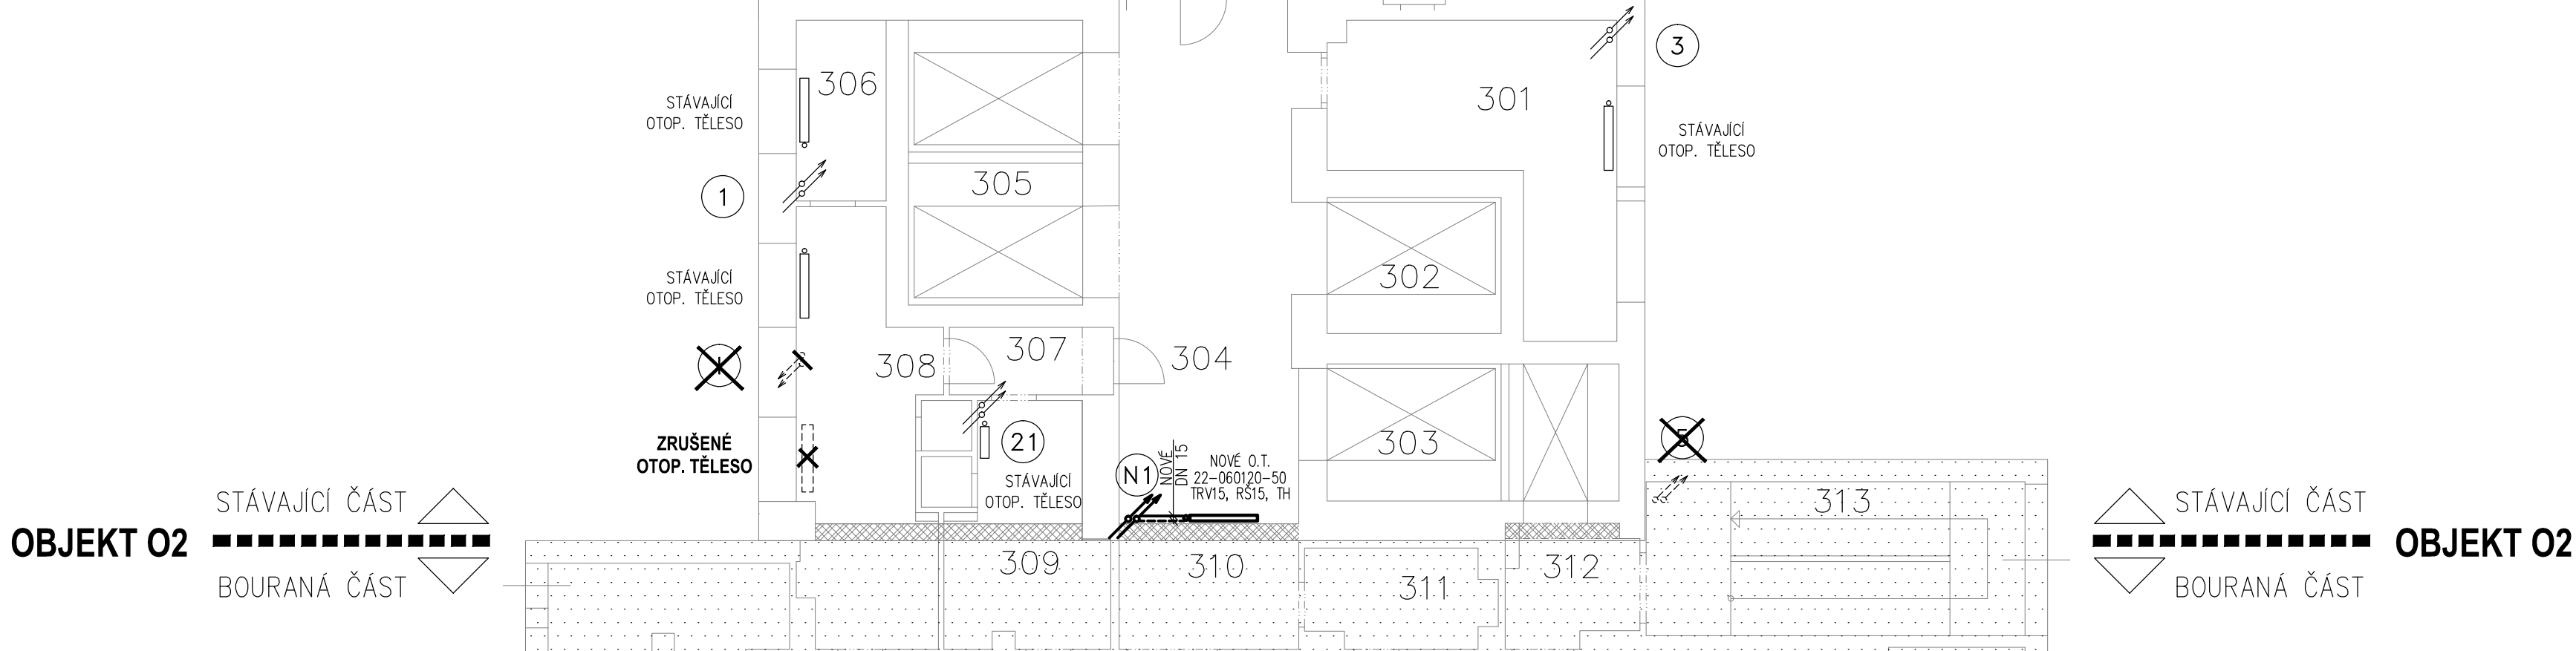 306
301
3
STÁVAJÍCÍ
OTOP. TĚLESO
STÁVAJÍCÍ
OTOP. TĚLESO
1
305
302
STÁVAJÍCÍ
OTOP. TĚLESO
308
307
304
303
21
STÁVAJÍCÍ
OTOP. TĚLESO
N1
NOVÉ
DN 15
NOVÉ O.T.
22-060120-50
TRV15, RŠ15, TH
5
ZRUŠENÉ
OTOP. TĚLESO
STÁVAJÍCÍ ČÁST
OBJEKT O2
BOURANÁ ČÁST
309
310
311
312
313
STÁVAJÍCÍ ČÁST
OBJEKT O2
BOURANÁ ČÁST